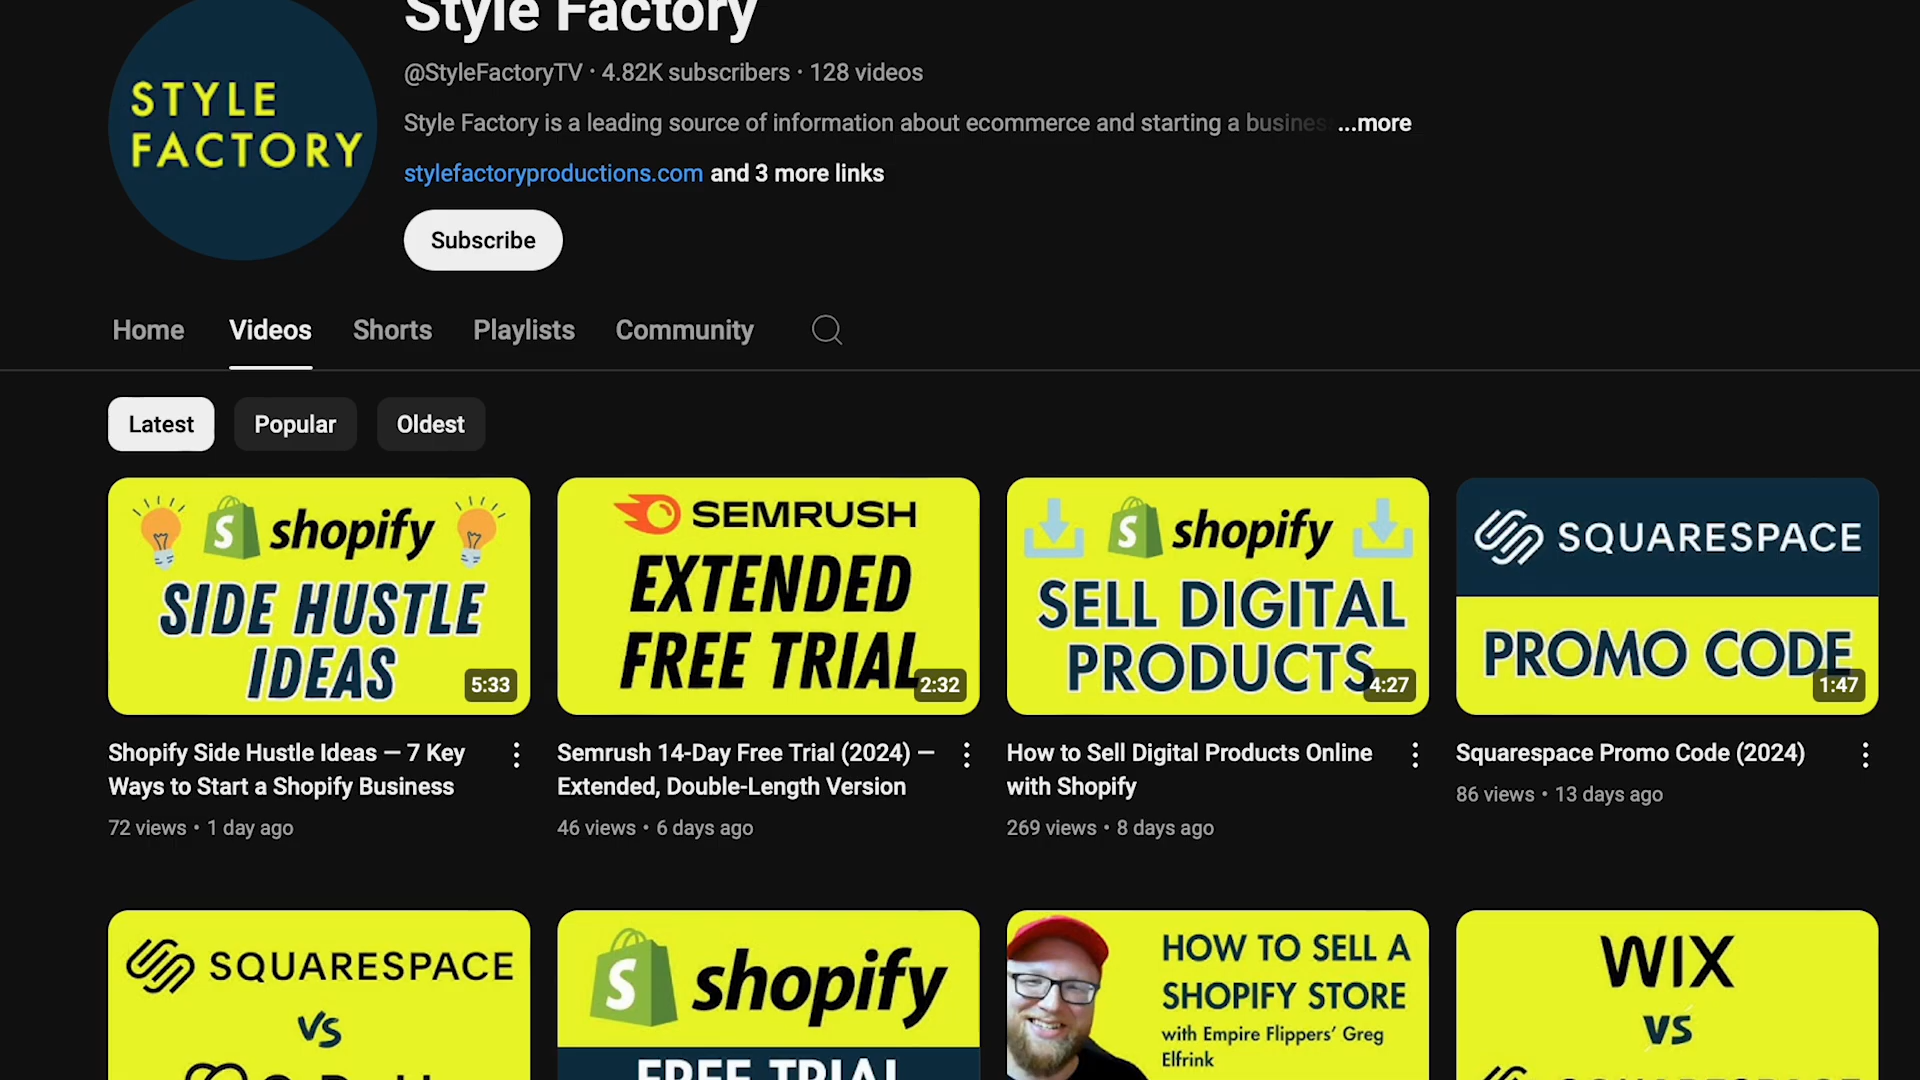 Style Factory
STYLE
FACTORY
@StyleFactoryTV · 4.82K subscribers · 128 videos
Style Factory is a leading source of information about ecommerce and starting a busines ...more
stylefactoryproductions.com and 3 more links
Subscribe
Home Videos Shorts Playlists Community
Latest Popular Oldest
shopify
SIDE HUSTLE
IDEAS
5:33
SEMRUSH
EXTENDED
FREE TRIAL
2:32
shopify
SELL DIGITAL
PRODUCTS
4:27
SQUARESPACE
PROMO CODE
1:47
Shopify Side Hustle Ideas — 7 Key
Ways to Start a Shopify Business
72 views • 1 day ago
Semrush 14-Day Free Trial (2024) —
Extended, Double-Length Version
46 views • 6 days ago
How to Sell Digital Products Online
with Shopify
269 views • 8 days ago
Squarespace Promo Code (2024)
86 views • 13 days ago
SQUARESPACE
VS
shopify
FREE TRIAL
HOW TO SELL A
SHOPIFY STORE
with Empire Flippers' Greg
Elfrink
WIX
VS